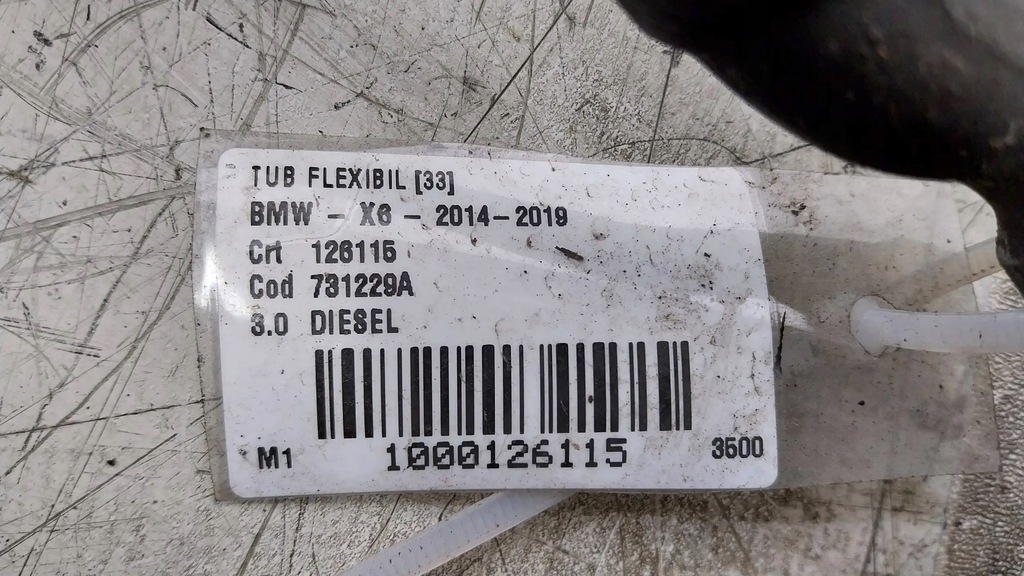 TUB FLEXIBIL [33]
BMW - X6 - 2014-2019
Crt 126115
Cod 731229A
3.0 DIESEL
M1 1000126115 3500